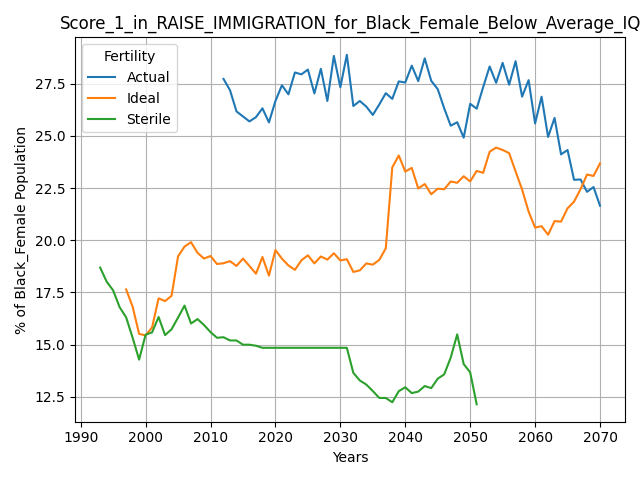 Score_1_in_RAISE_IMMIGRATION_for_Black_Female_Below_Average_IQ
Fertility
Actual
Ideal
Sterile
% of Black_Female Population
27.5
25.0
22.5
20.0
17.5
15.0
12.5
1990 2000 2010 2020 2030 2040 2050 2060 2070
Years